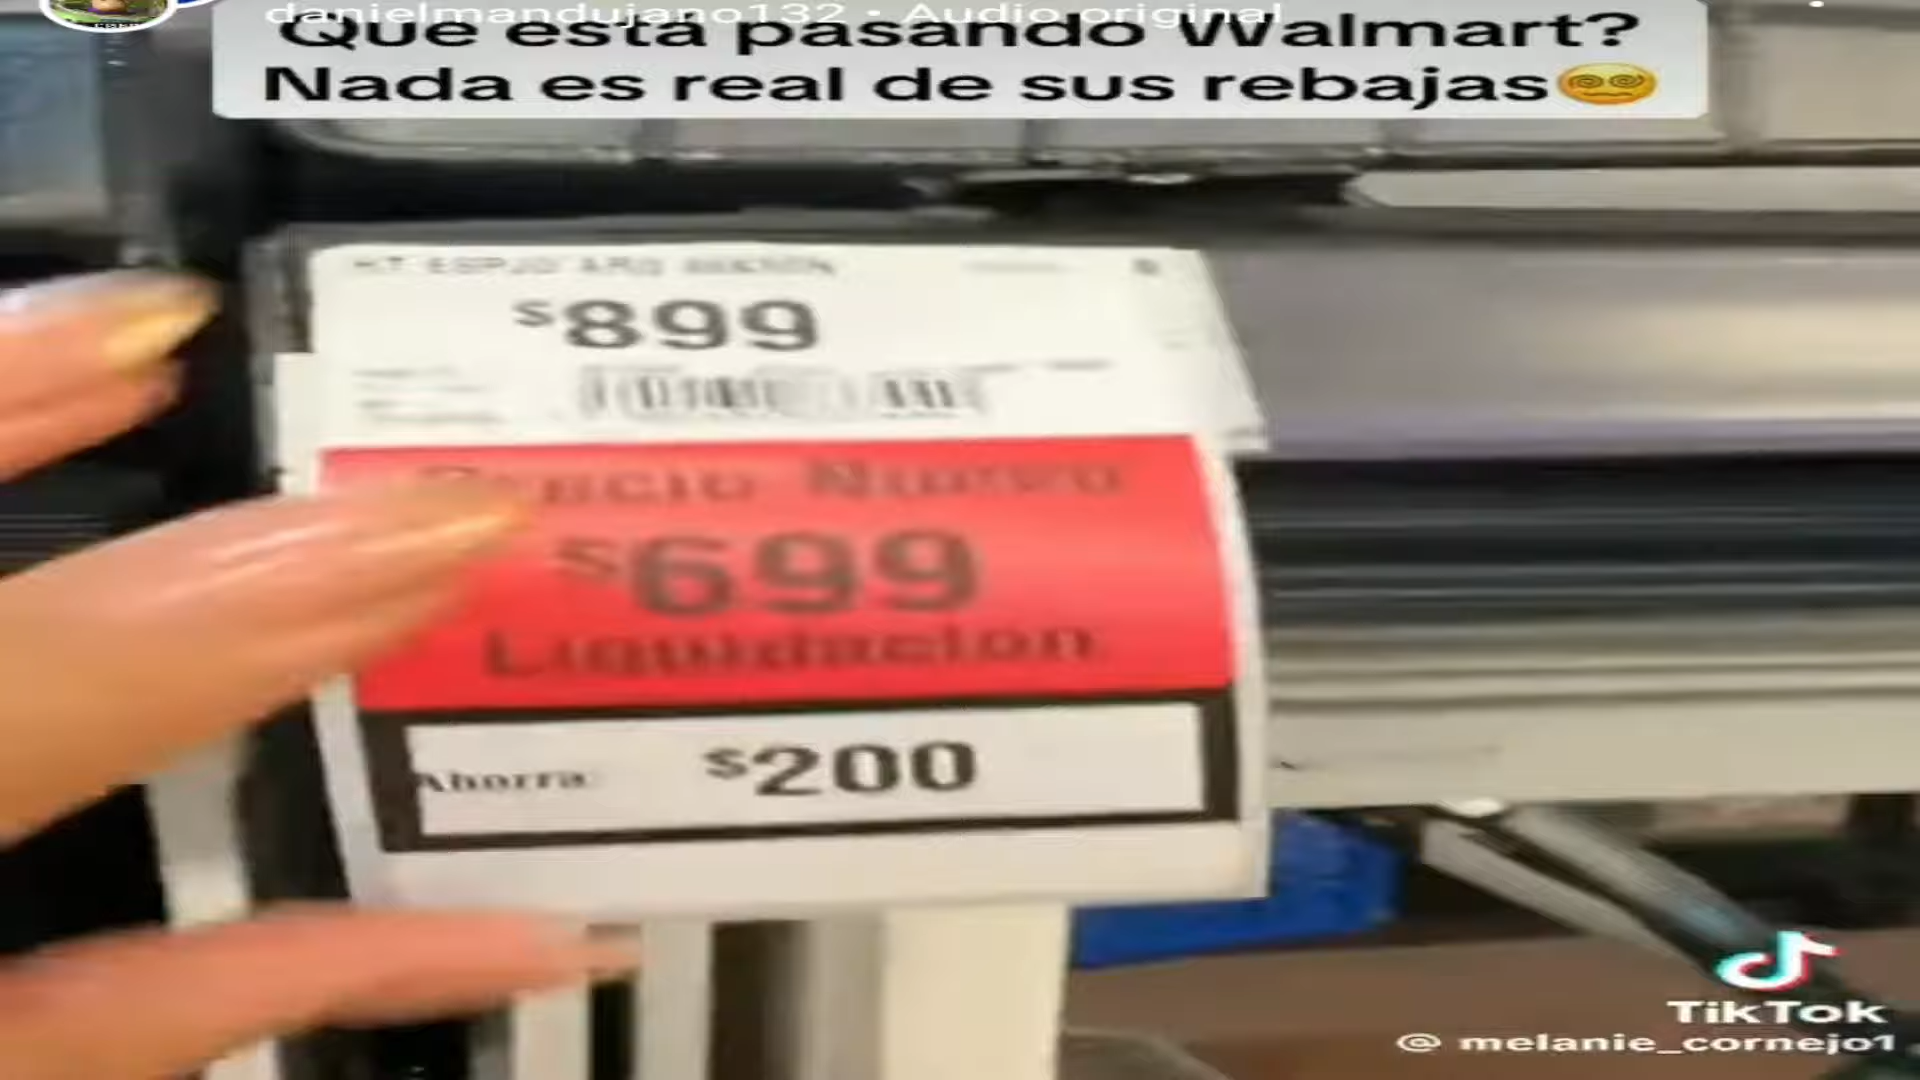 danielmandujano132 • Audio original
Que está pasando Walmart?
Nada es real de sus rebajas😵‍💫
$899
Precio Nuevo
$699
Liquidacion
Ahorra: $200
TikTok
@ melanie_cornejo1